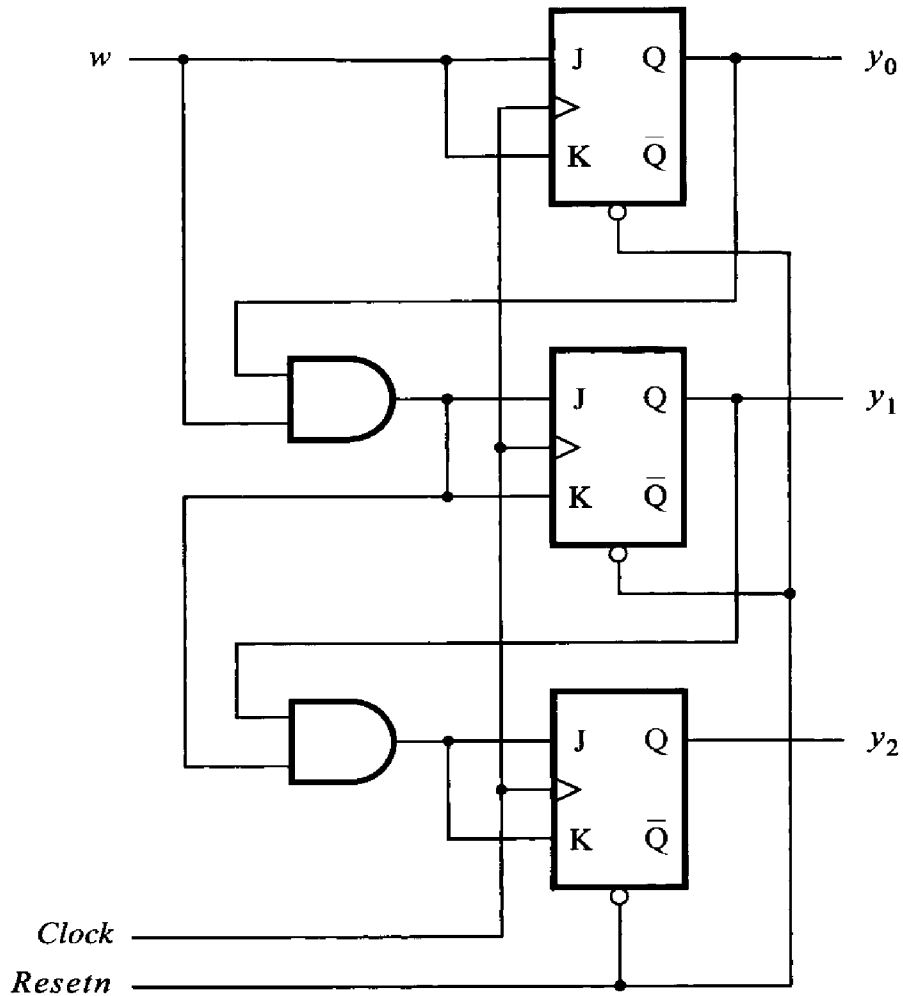 w J Q y₀
K Q̅
J Q y₁
K Q̅
J Q y₂
K Q̅
Clock
Resetn